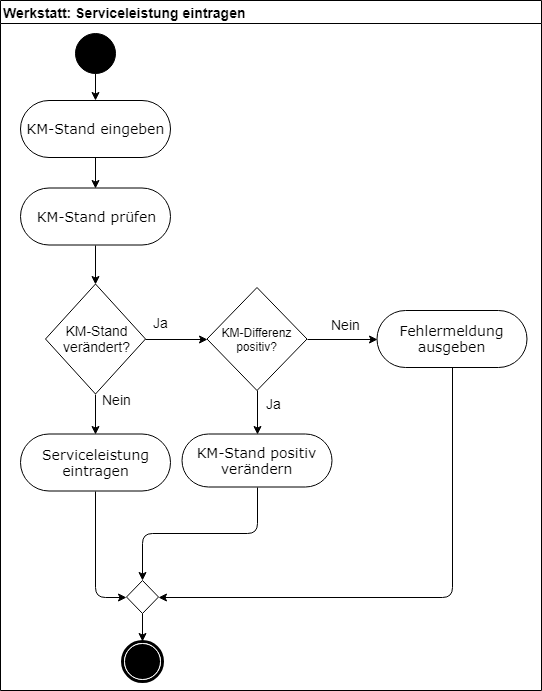 Werkstatt: Serviceleistung eintragen
KM-Stand eingeben
KM-Stand prüfen
KM-Stand
verändert?
Ja
KM-Differenz
positiv?
Nein
Fehlermeldung
ausgeben
Nein
Ja
Serviceleistung
eintragen
KM-Stand positiv
verändern